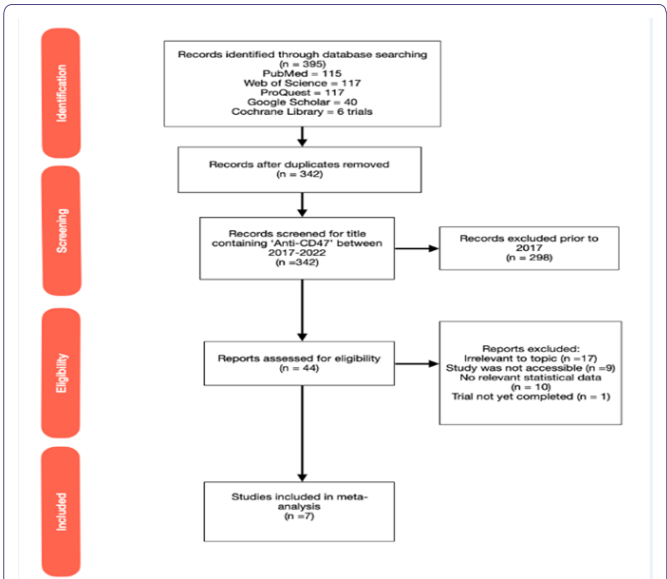 Identification
Records identified through database searching
(n = 395)
PubMed = 115
Web of Science = 117
ProQuest = 117
Google Scholar = 40
Cochrane Library = 6 trials
Records after duplicates removed
(n = 342)
Screening
Records screened for title
containing 'Anti-CD47' between
2017-2022
(n =342)
Records excluded prior to
2017
(n = 298)
Eligibility
Reports assessed for eligibility
(n = 44)
Reports excluded:
Irrelevant to topic (n =17)
Study was not accessible (n =9)
No relevant statistical data
(n = 10)
Trial not yet completed (n = 1)
Included
Studies included in meta-
analysis
(n =7)